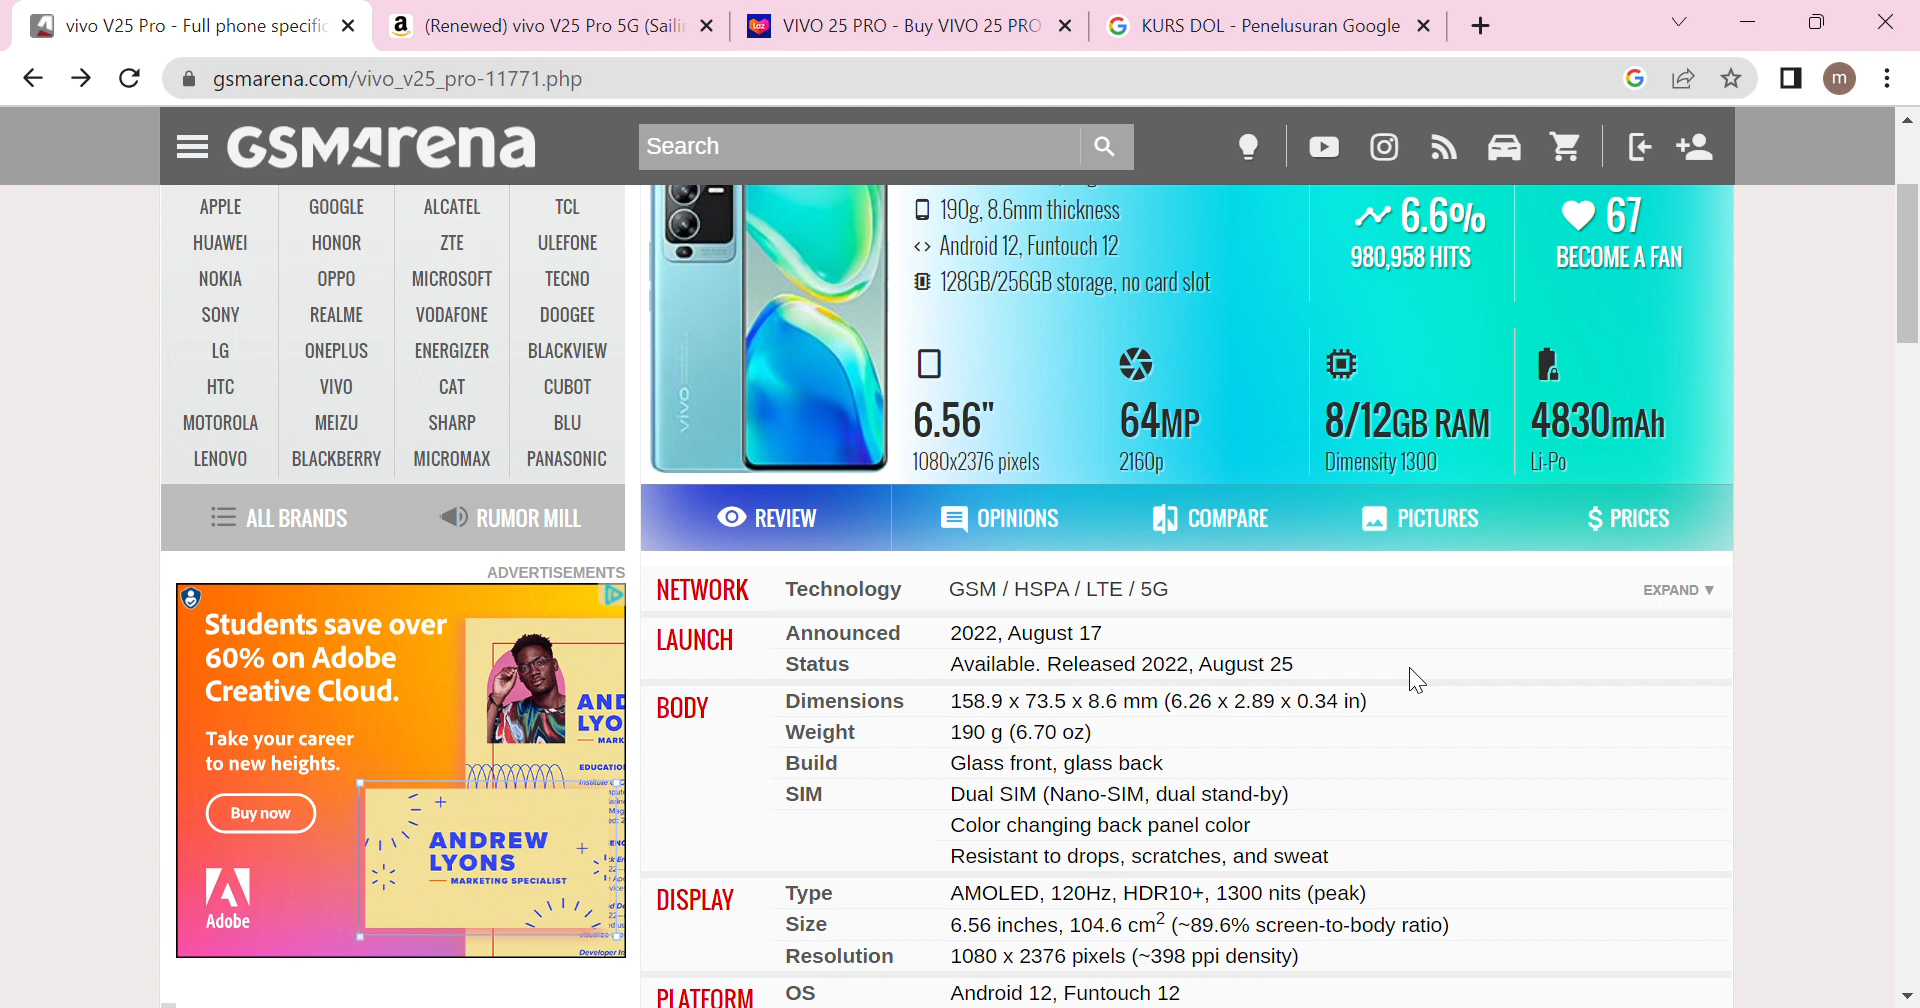 vivo V25 Pro - Full phone specific
(Renewed) vivo V25 Pro 5G (Saili
VIVO 25 PRO - Buy VIVO 25 PRO
KURS DOL - Penelusuran Google
gsmarena.com/vivo_v25_pro-11771.php
m
GSMarena
Search
APPLE GOOGLE ALCATEL TCL
HUAWEI HONOR ZTE ULEFONE
NOKIA OPPO MICROSOFT TECNO
SONY REALME VODAFONE DOOGEE
LG ONEPLUS ENERGIZER BLACKVIEW
HTC VIVO CAT CUBOT
MOTOROLA MEIZU SHARP BLU
LENOVO BLACKBERRY MICROMAX PANASONIC
ALL BRANDS RUMOR MILL
vivo
190g, 8.6mm thickness
Android 12, Funtouch 12
128GB/256GB storage, no card slot
6.6%
980,958 HITS
67
BECOME A FAN
6.56"
1080x2376 pixels
64MP
2160p
8/12GB RAM
Dimensity 1300
4830mAh
Li-Po
REVIEW OPINIONS COMPARE PICTURES $ PRICES
ADVERTISEMENTS
Students save over
60% on Adobe
Creative Cloud.
Take your career
to new heights.
Buy now
Adobe
AND
LYO
MARK
EDUCATIO
ANDREW
LYONS
MARKETING SPECIALIST
Developer In
NETWORK Technology GSM / HSPA / LTE / 5G EXPAND ▼
LAUNCH Announced 2022, August 17
Status Available. Released 2022, August 25
BODY Dimensions 158.9 x 73.5 x 8.6 mm (6.26 x 2.89 x 0.34 in)
Weight 190 g (6.70 oz)
Build Glass front, glass back
SIM Dual SIM (Nano-SIM, dual stand-by)
Color changing back panel color
Resistant to drops, scratches, and sweat
DISPLAY Type AMOLED, 120Hz, HDR10+, 1300 nits (peak)
Size 6.56 inches, 104.6 cm² (~89.6% screen-to-body ratio)
Resolution 1080 x 2376 pixels (~398 ppi density)
PLATFORM OS Android 12, Funtouch 12